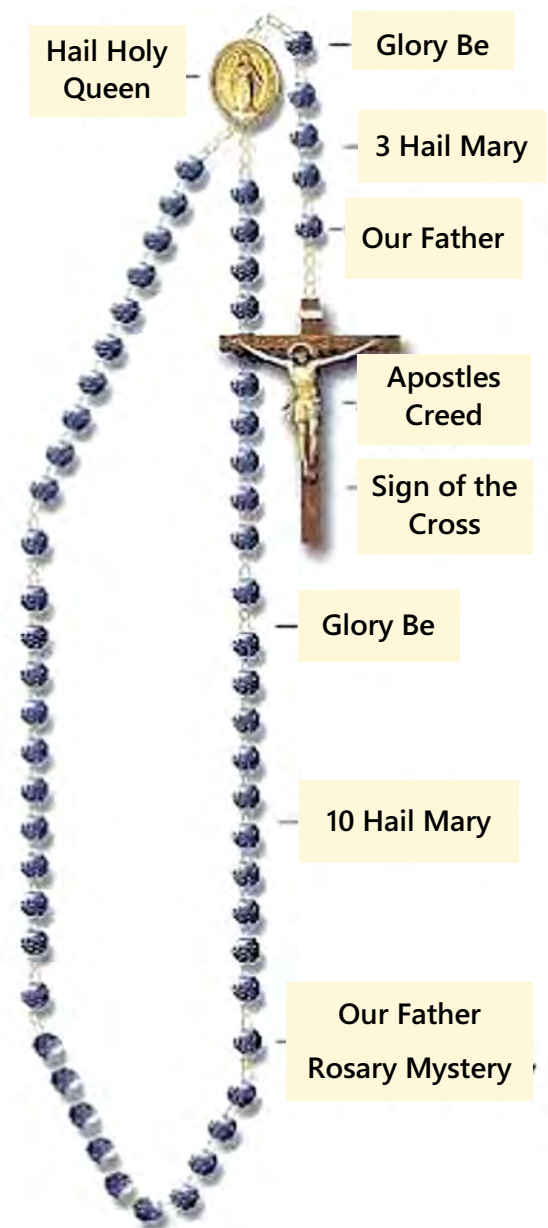 Hail Holy
Queen
Glory Be
3 Hail Mary
Our Father
Apostles
Creed
Sign of the
Cross
Glory Be
10 Hail Mary
Our Father
Rosary Mystery